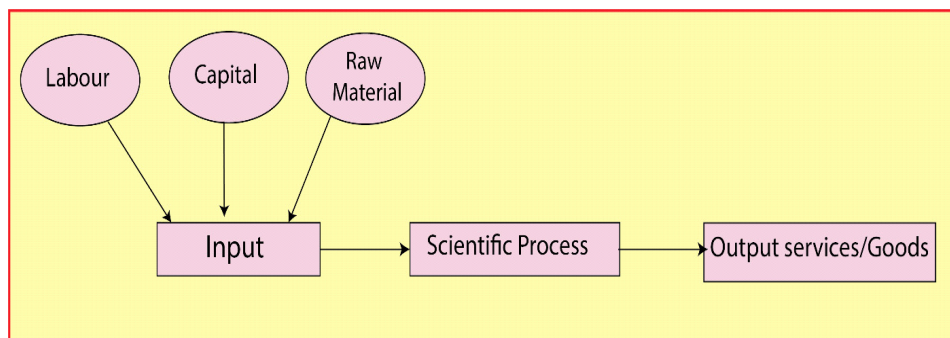 Labour
Capital
Raw
Material
Input
Scientific Process
Output services/Goods